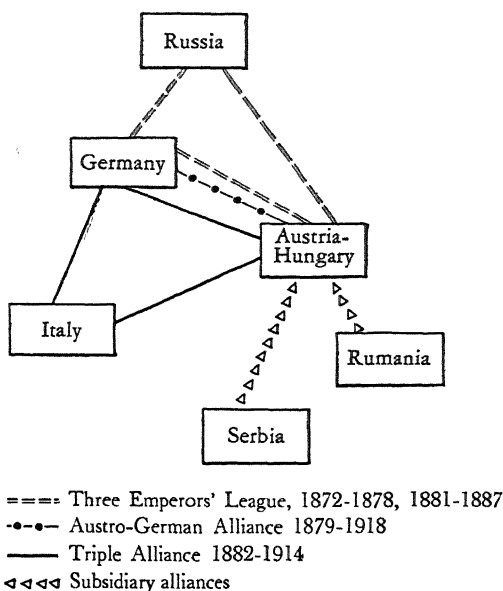 Russia
Germany
Austria-
Hungary
Italy
Rumania
Serbia
Three Emperors' League, 1872-1878, 1881-1887
Austro-German Alliance 1879-1918
Triple Alliance 1882-1914
Subsidiary alliances